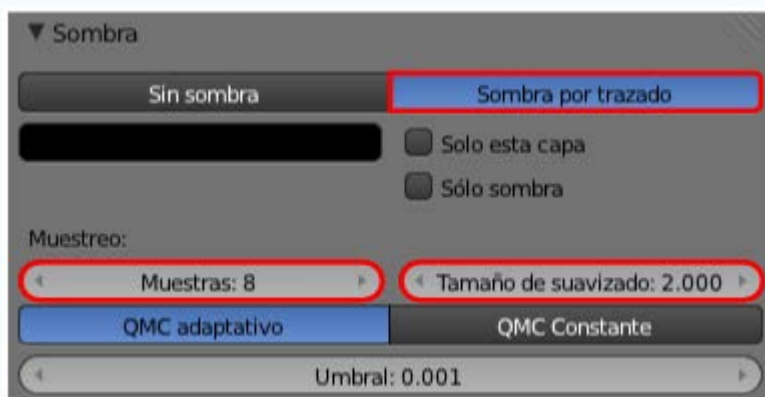 Sombra
Sin sombra Sombra por trazado
Solo esta capa
Sólo sombra
Muestreo:
Muestras: 8 Tamaño de suavizado: 2.000
QMC adaptativo QMC Constante
Umbral: 0.001